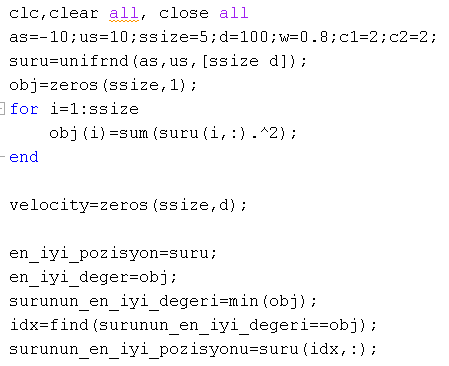 clc,clear all, close all
as=-10;us=10;ssize=5;d=100;w=0.8;c1=2;c2=2;
suru=unifrnd(as,us,[ssize d]);
obj=zeros(ssize,1);
for i=1:ssize
    obj(i)=sum(suru(i,:).^2);
end
velocity=zeros(ssize,d);
en_iyi_pozisyon=suru;
en_iyi_deger=obj;
surunun_en_iyi_degeri=min(obj);
idx=find(surunun_en_iyi_degeri==obj);
surunun_en_iyi_pozisyonu=suru(idx,:);